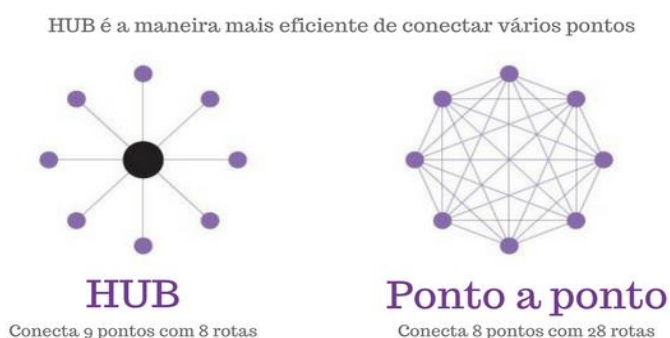 HUB é a maneira mais eficiente de conectar vários pontos
HUB
Conecta 9 pontos com 8 rotas
Ponto a ponto
Conecta 8 pontos com 28 rotas